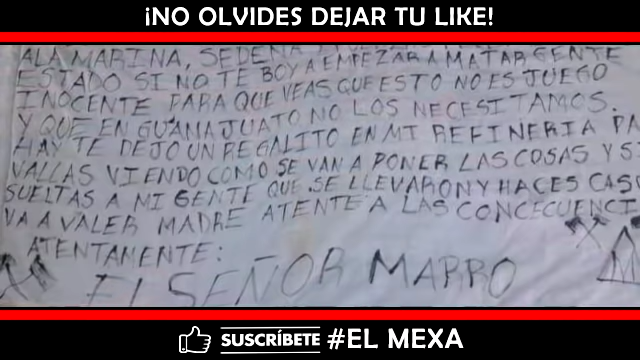 ¡NO OLVIDES DEJAR TU LIKE!
ALA MARINA, SEDENA
ESTADO SI NO TE BOY A EMPEZAR A MATAR GENTE
INOCENTE PARA QUE VEAS QUE ESTO NO ES JUEGO
Y QUE EN GUANAJUATO NO LOS NECESITAMOS.
HAY TE DEJO UN REGALITO EN MI REFINERIA PA
VALLAS VIENDO COMO SE VAN A PONER LAS COSAS Y SI
SUELTAS A MI GENTE QUE SE LLEVARON Y HACES CASO
VA A VALER MADRE ATENTE A LAS CONCECUENCI
ATENTAMENTE:
El SEÑOR MARRO
SUSCRÍBETE #EL MEXA